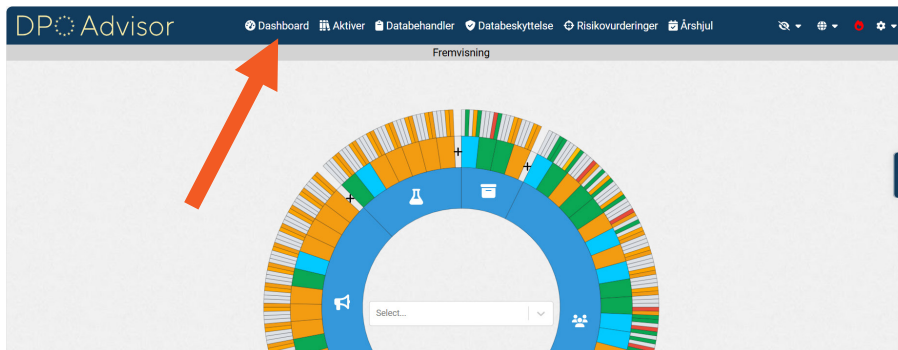 DPO Advisor
Dashboard Aktiver Databehandler Databeskyttelse Risikovurderinger Årshjul
Fremvisning
Select...